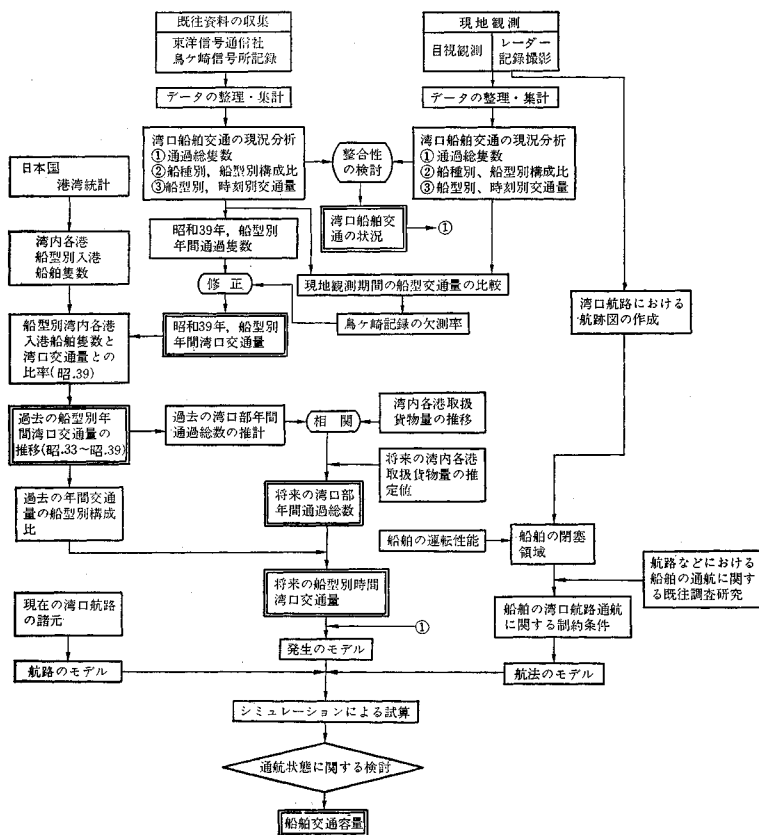 既往資料の収集
東洋信号通信社
鳥ケ崎信号所記録
現地観測
目視観測
レーダー
記録撮影
データの整理・集計
データの整理・集計
湾口船舶交通の現況分析
①通過総隻数
②船種別、船型別構成比
③船型別，時刻別交通量
整合性
の検討
湾口船舶交通の現況分析
①通過総隻数
②船種別、船型別構成比
③船型別、時刻別交通量
日本国
港湾統計
湾口船舶交
通の状況
①
湾内各港
船型別入港
船舶隻数
昭和39年，船型別
年間通過隻数
修正
現地観測期間の船型交通量の比較
湾口航路における
航跡図の作成
船型別湾内各港
入港船舶隻数と
湾口交通量との
比率(昭.39)
昭和39年，船型別
年間湾口交通量
鳥ケ崎記録の欠測率
過去の船型別年
間湾口交通量の
推移(昭.33～昭.39)
過去の湾口部年間
通過総数の推計
相関
湾内各港取扱
貨物量の推移
将来の湾内各港
取扱貨物量の推
定値
過去の年間交通
量の船型別構成
比
将来の湾口部
年間通過総数
船舶の運転性能
船舶の閉塞
領域
将来の船型別時間
湾口交通量
航路などにおける
船舶の通航に関す
る既往調査研究
現在の湾口航路
の諸元
船舶の湾口航路通航
に関する制約条件
①
発生のモデル
航路のモデル
航法のモデル
シミュレーションによる試算
通航状態に関する検討
船舶交通容量